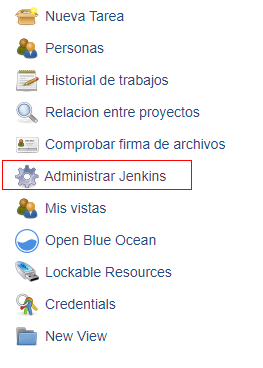 Nueva Tarea
Personas
Historial de trabajos
Relacion entre proyectos
Comprobar firma de archivos
Administrar Jenkins
Mis vistas
Open Blue Ocean
Lockable Resources
Credentials
New View